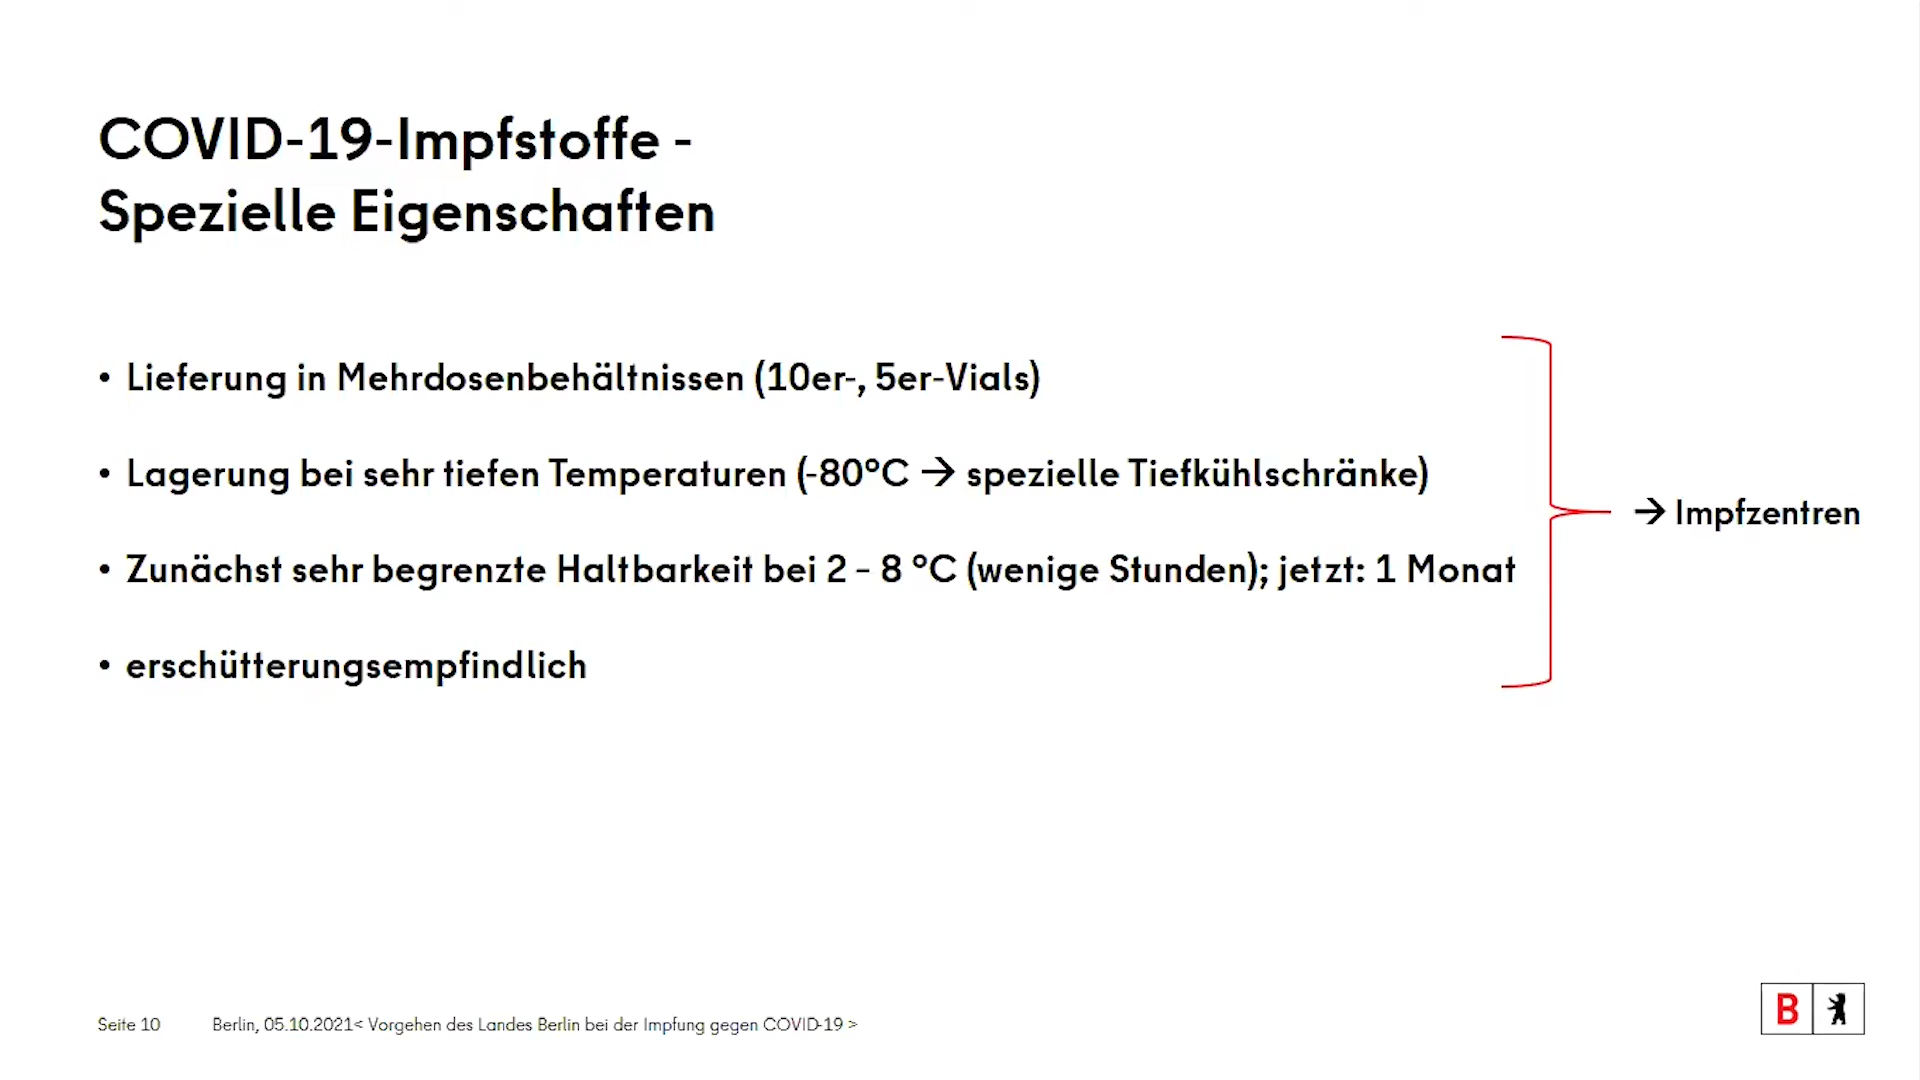 COVID-19-Impfstoffe -
Spezielle Eigenschaften
• Lieferung in Mehrdosenbehältnissen (10er-, 5er-Vials)
• Lagerung bei sehr tiefen Temperaturen (-80°C → spezielle Tiefkühlschränke)
• Zunächst sehr begrenzte Haltbarkeit bei 2 - 8 °C (wenige Stunden); jetzt: 1 Monat
• erschütterungsempfindlich
→ Impfzentren
Seite 10 Berlin, 05.10.2021< Vorgehen des Landes Berlin bei der Impfung gegen COVID-19 >
B